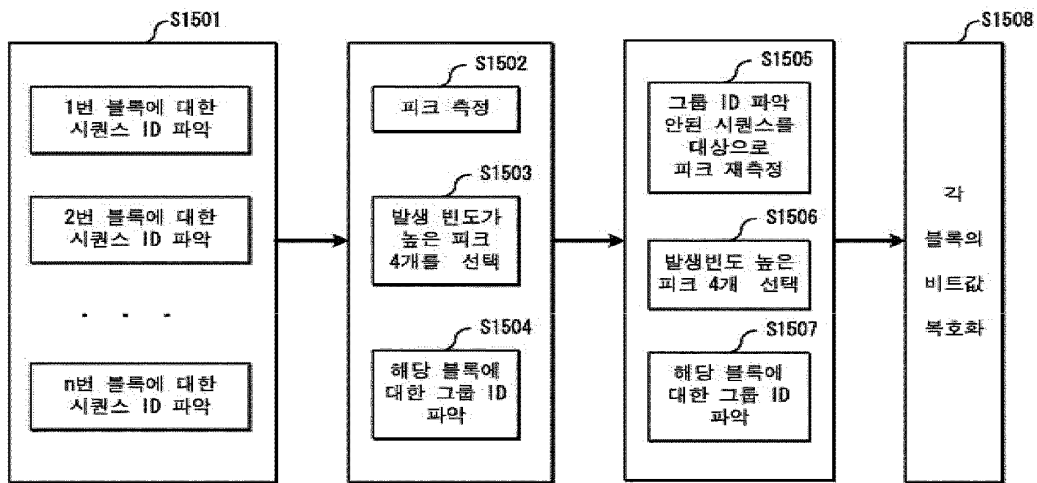 S1501
1번 블록에 대한
시퀀스 ID 파악
2번 블록에 대한
시퀀스 ID 파악
. . .
n번 블록에 대한
시퀀스 ID 파악
S1502
피크 측정
S1503
발생 빈도가
높은 피크
4개를 선택
S1504
해당 블록에
대한 그룹 ID
파악
S1505
그룹 ID 파악
안된 시퀀스를
대상으로
피크 재측정
S1506
발생빈도 높은
피크 4개 선택
S1507
해당 블록에
대한 그룹 ID
파악
S1508
각
블록의
비트값
복호화